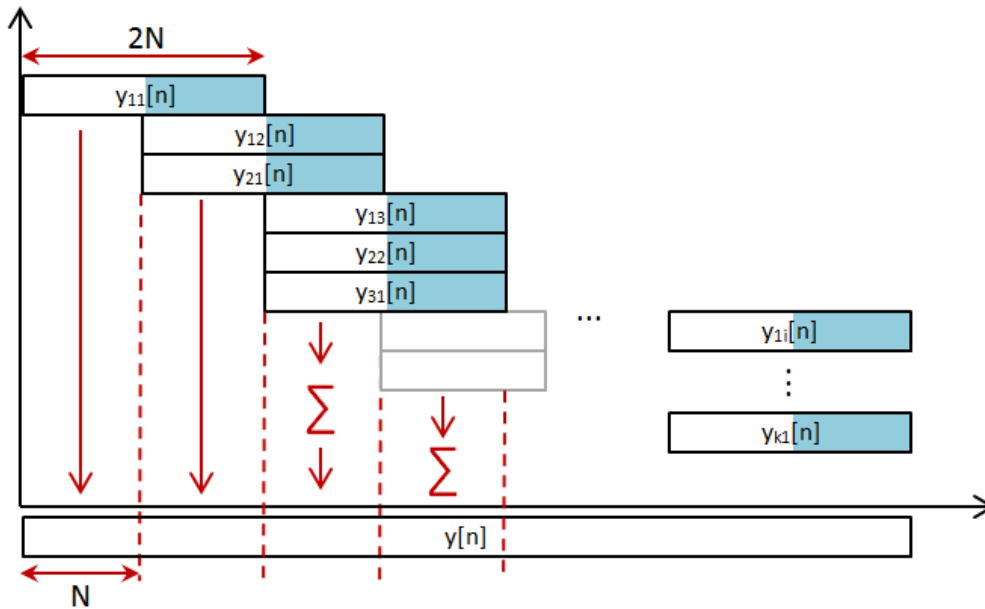 2N
y₁₁[n]
y₁₂[n]
y₂₁[n]
y₁₃[n]
y₂₂[n]
y₃₁[n]
...
y₁ᵢ[n]
⋮
yₖ₁[n]
∑
∑
y[n]
N